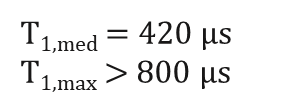 T1,med = 420 μs
T1,max > 800 μs